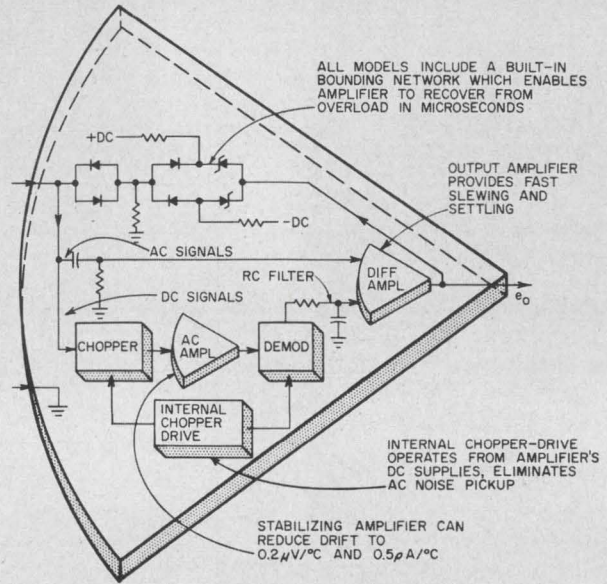 ALL MODELS INCLUDE A BUILT-IN
BOUNDING NETWORK WHICH ENABLES
AMPLIFIER TO RECOVER FROM
OVERLOAD IN MICROSECONDS
+DC
OUTPUT AMPLIFIER
PROVIDES FAST
SLEWING AND
SETTLING
-DC
AC SIGNALS
RC FILTER
DIFF
AMPL
eo
DC SIGNALS
CHOPPER
AC
AMPL
DEMOD
INTERNAL
CHOPPER
DRIVE
INTERNAL CHOPPER-DRIVE
OPERATES FROM AMPLIFIER'S
DC SUPPLIES, ELIMINATES
AC NOISE PICKUP
STABILIZING AMPLIFIER CAN
REDUCE DRIFT TO
0.2μV/°C AND 0.5ρA/°C